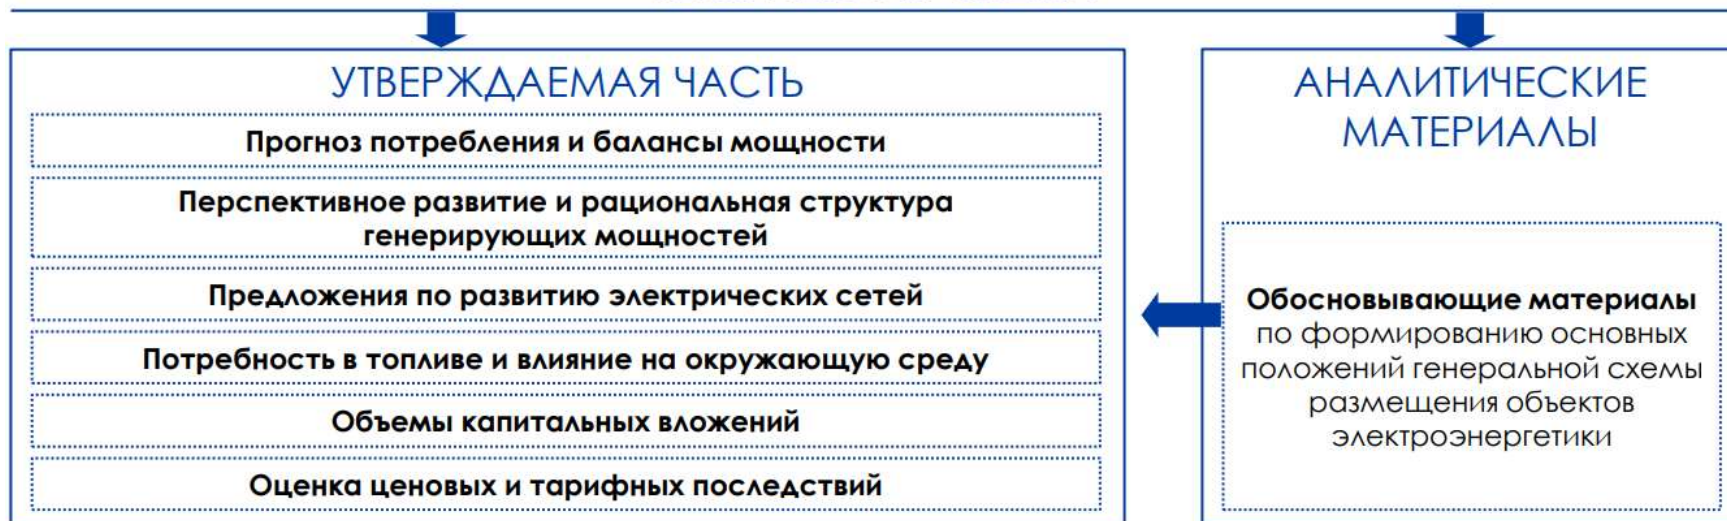 УТВЕРЖДАЕМАЯ ЧАСТЬ
Прогноз потребления и балансы мощности
Перспективное развитие и рациональная структура
генерирующих мощностей
Предложения по развитию электрических сетей
Потребность в топливе и влияние на окружающую среду
Объемы капитальных вложений
Оценка ценовых и тарифных последствий
АНАЛИТИЧЕСКИЕ
МАТЕРИАЛЫ
Обосновывающие материалы
по формированию основных
положений генеральной схемы
размещения объектов
электроэнергетики